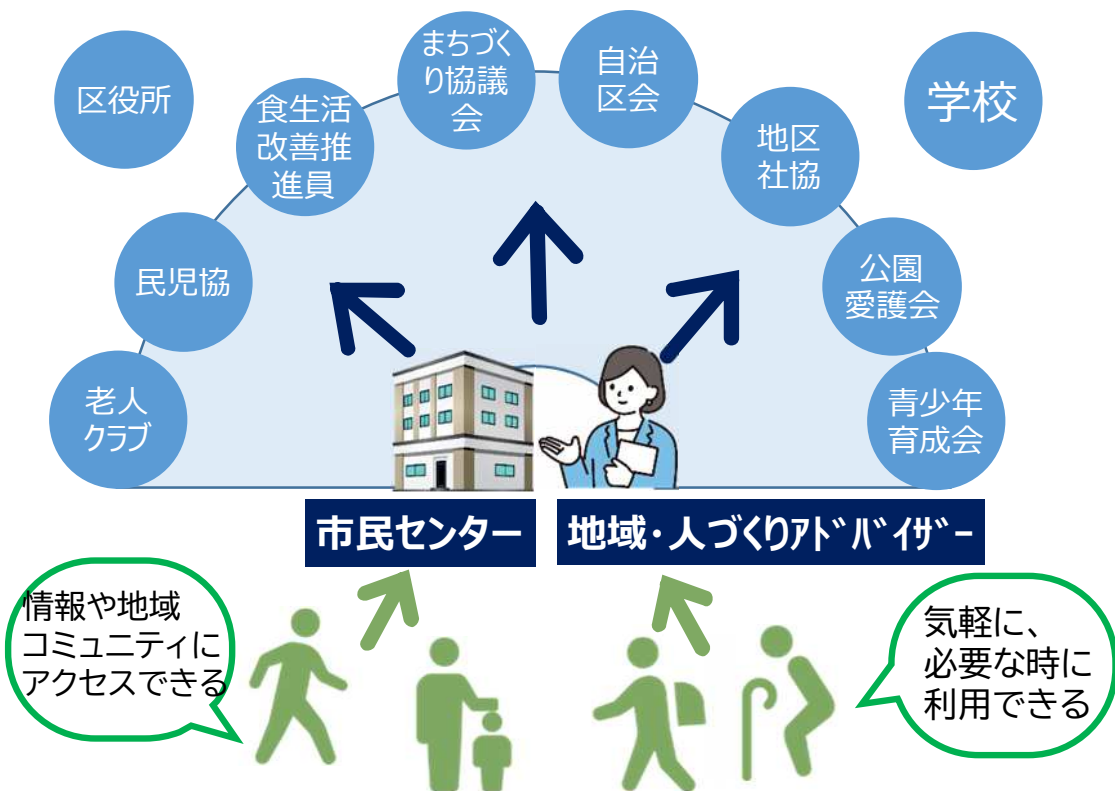 まちづく
り協議
会
自治
区会
区役所
学校
食生活
改善推
進員
地区
社協
民児協
公園
愛護会
老人
クラブ
青少年
育成会
市民センター
地域・人づくりｱﾄﾞﾊﾞｲｻﾞｰ
情報や地域
コミュニティに
アクセスできる
気軽に、
必要な時に
利用できる